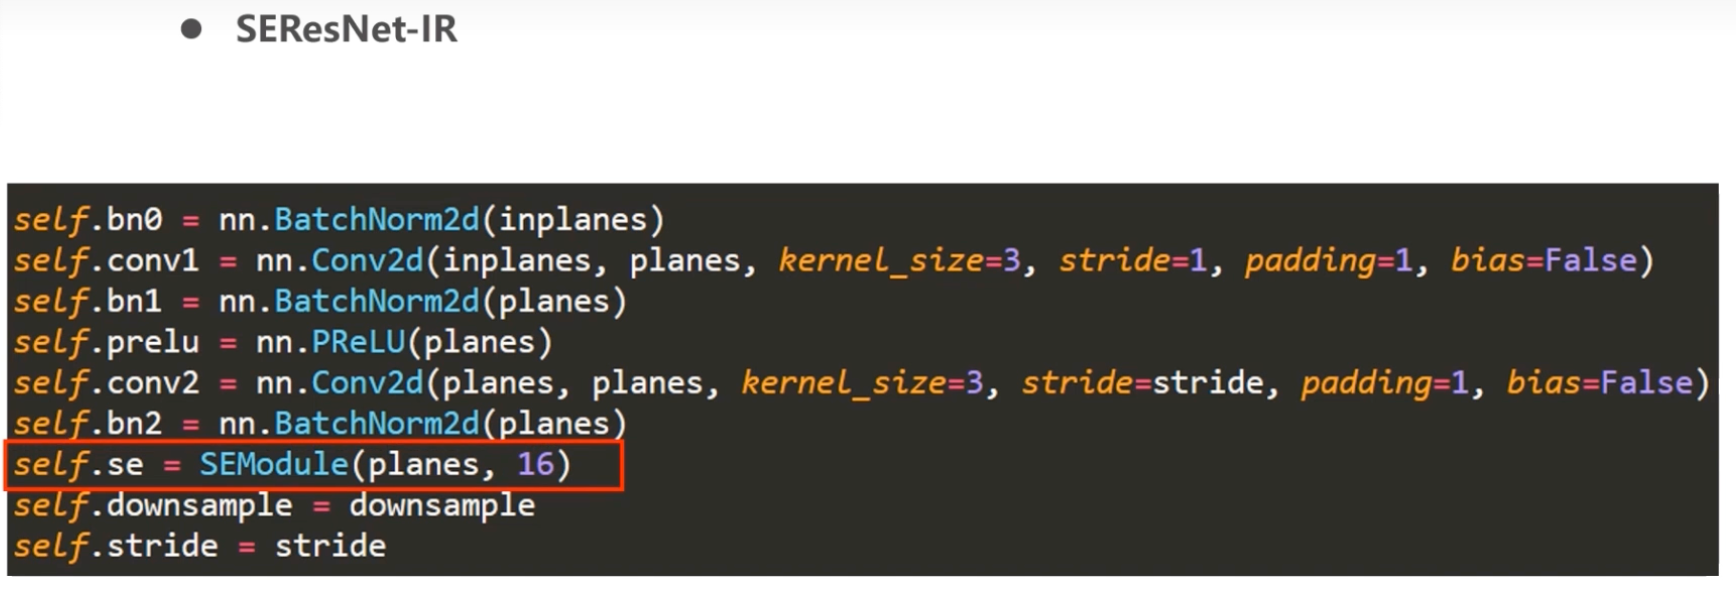 ● SEResNet-IR
self.bn0 = nn.BatchNorm2d(inplanes)
self.conv1 = nn.Conv2d(inplanes, planes, kernel_size=3, stride=1, padding=1, bias=False)
self.bn1 = nn.BatchNorm2d(planes)
self.prelu = nn.PReLU(planes)
self.conv2 = nn.Conv2d(planes, planes, kernel_size=3, stride=stride, padding=1, bias=False)
self.bn2 = nn.BatchNorm2d(planes)
self.se = SEModule(planes, 16)
self.downsample = downsample
self.stride = stride